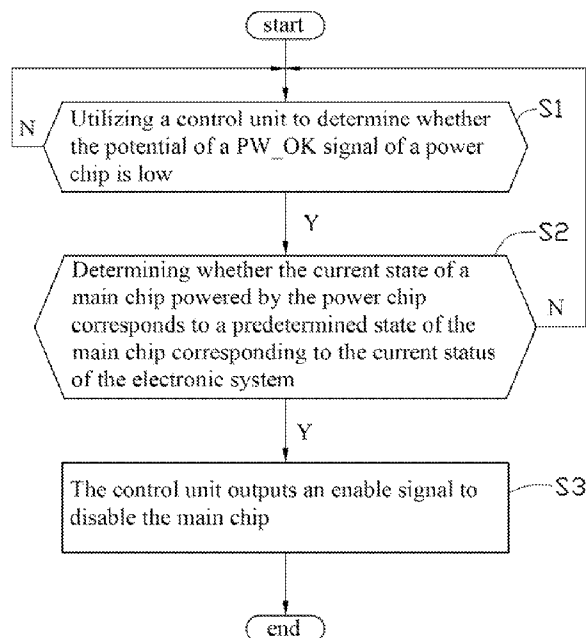 start
S1
N
Utilizing a control unit to determine whether
the potential of a PW_OK signal of a power
chip is low
Y
S2
Determining whether the current state of a
main chip powered by the power chip
corresponds to a predetermined state of the
main chip corresponding to the current status
of the electronic system
N
Y
The control unit outputs an enable signal to
disable the main chip
S3
end